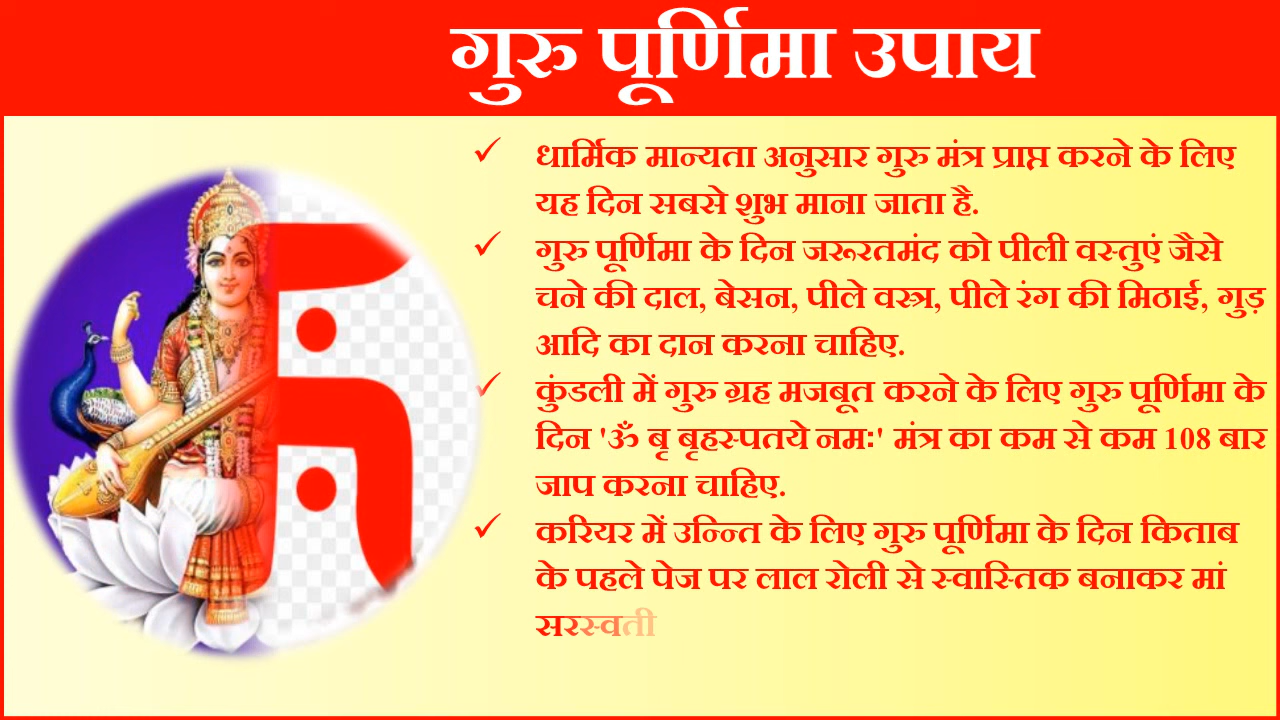 गुरु पूर्णिमा उपाय
धार्मिक मान्यता अनुसार गुरु मंत्र प्राप्त करने के लिए
यह दिन सबसे शुभ माना जाता है.
गुरु पूर्णिमा के दिन जरूरतमंद को पीली वस्तुएं जैसे
चने की दाल, बेसन, पीले वस्त्र, पीले रंग की मिठाई, गुड़
आदि का दान करना चाहिए.
कुंडली में गुरु ग्रह मजबूत करने के लिए गुरु पूर्णिमा के
दिन 'ॐ बृ बृहस्पतये नमः' मंत्र का कम से कम 108 बार
जाप करना चाहिए.
करियर में उन्न्ति के लिए गुरु पूर्णिमा के दिन किताब
के पहले पेज पर लाल रोली से स्वास्तिक बनाकर मां
सरस्वती